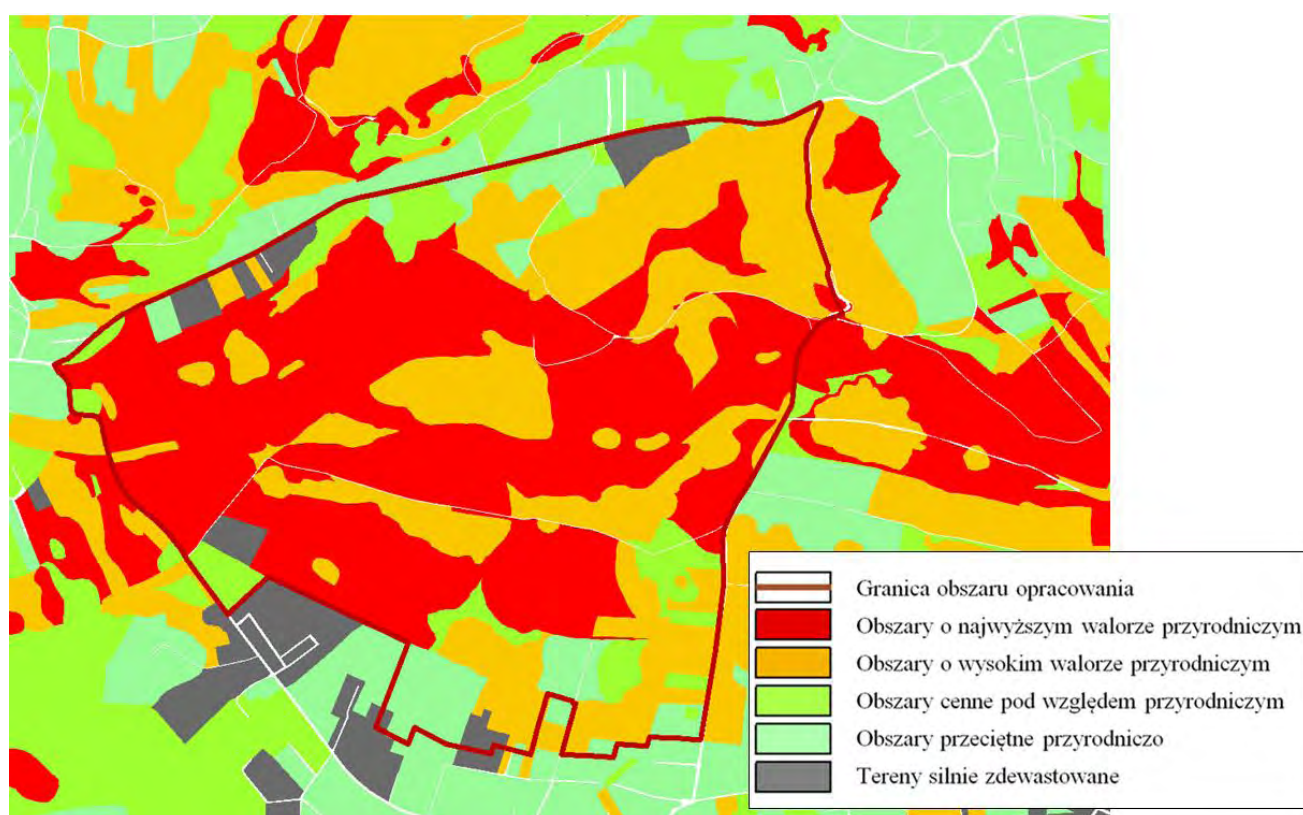 Granica obszaru opracowania
Obszary o najwyższym walorze przyrodniczym
Obszary o wysokim walorze przyrodniczym
Obszary cenne pod względem przyrodniczym
Obszary przeciętne przyrodniczo
Tereny silnie zdewastowane